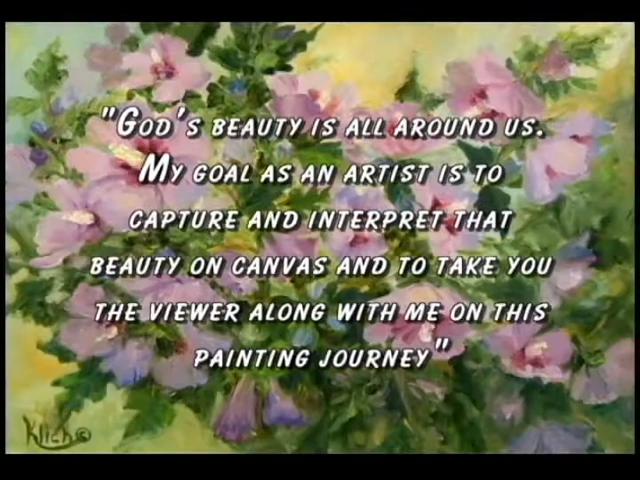 "God's beauty is all around us.
My goal as an artist is to
capture and interpret that
beauty on canvas and to take you
the viewer along with me on this
painting journey"
Klich©